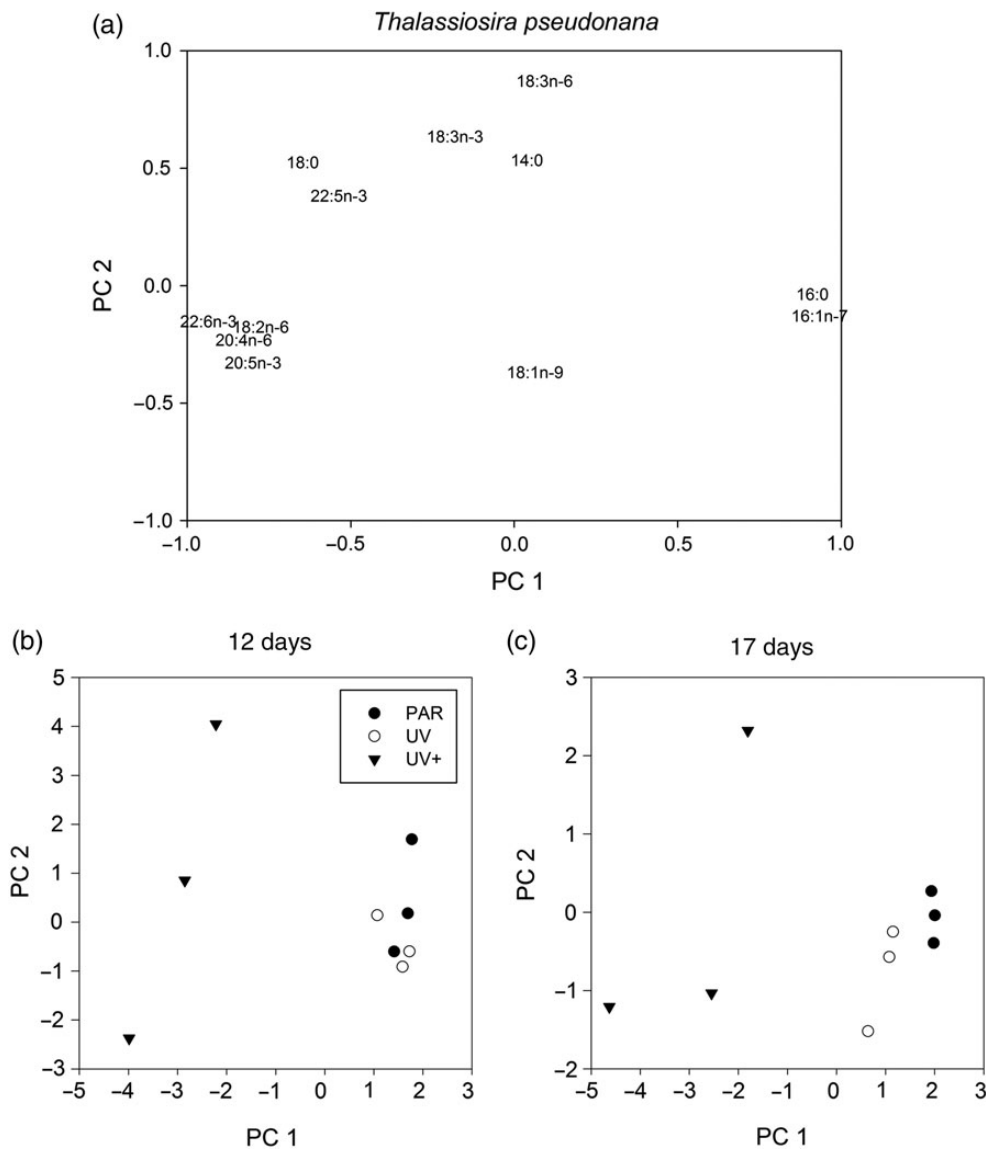 (a) Thalassiosira pseudonana
1.0
18:3n-6
18:3n-3
14:0
18:0
0.5
22:5n-3
PC 2
0.0
16:0
22:6n-3
18:2n-6
16:1n-7
20:4n-6
20:5n-3
18:1n-9
−0.5
−1.0
−1.0 −0.5 0.0 0.5 1.0
PC 1
(b) 12 days
5
4
3
2
1
0
−1
−2
−3
PC 2
PAR
UV
UV+
−5 −4 −3 −2 −1 0 1 2 3
PC 1
(c) 17 days
3
2
1
0
−1
−2
PC 2
−5 −4 −3 −2 −1 0 1 2 3
PC 1